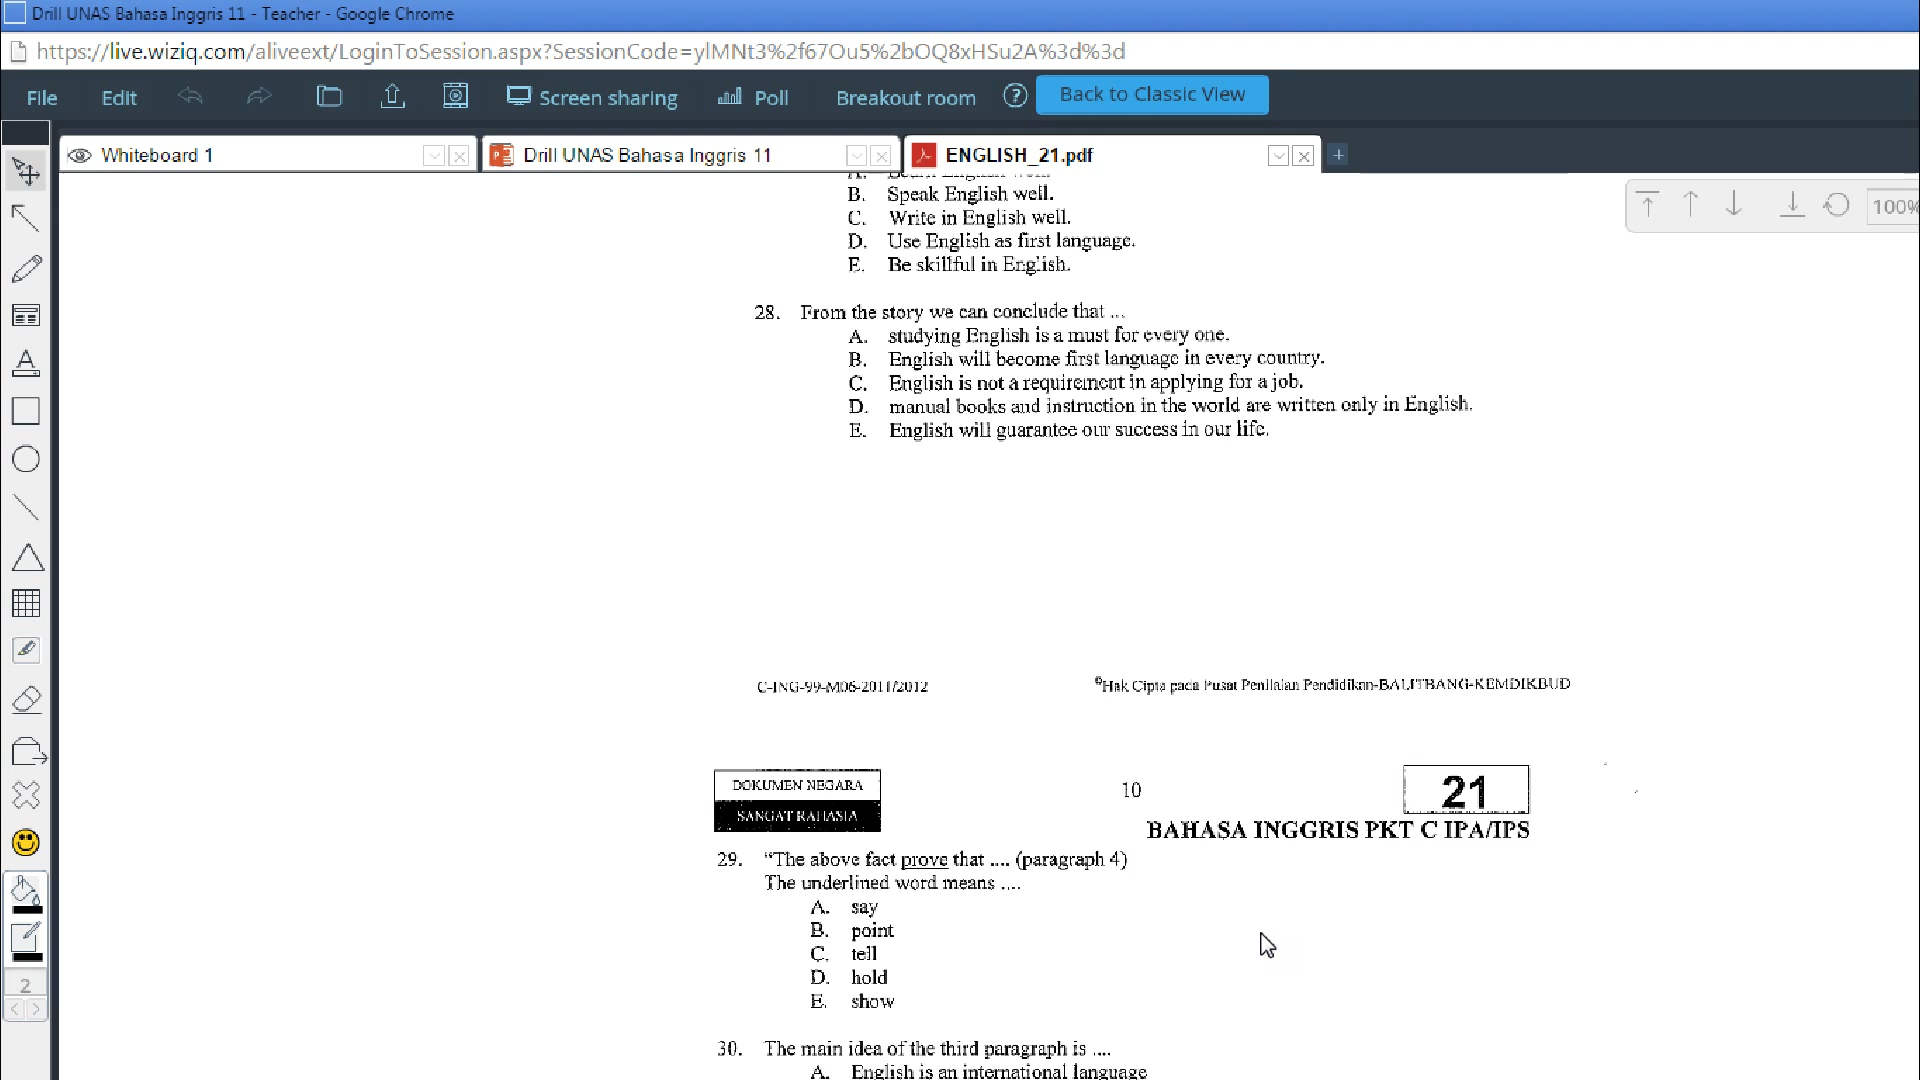 Drill UNAS Bahasa Inggris 11 - Teacher - Google Chrome
https://live.wiziq.com/aliveext/LoginToSession.aspx?SessionCode=ylMNt3%2f67Ou5%2bOQ8xHSu2A%3d%3d
File Edit Screen sharing Poll Breakout room ? Back to Classic View
Whiteboard 1 Drill UNAS Bahasa Inggris 11 ENGLISH_21.pdf +
100%
B. Speak English well.
C. Write in English well.
D. Use English as first language.
E. Be skillful in English.
28. From the story we can conclude that ...
A. studying English is a must for every one.
B. English will become first language in every country.
C. English is not a requirement in applying for a job.
D. manual books and instruction in the world are written only in English.
E. English will guarantee our success in our life.
C-ING-99-M06-2011/2012 ©Hak Cipta pada Pusat Penilaian Pendidikan-BALITBANG-KEMDIKBUD
DOKUMEN NEGARA
SANGAT RAHASIA
10
21
BAHASA INGGRIS PKT C IPA/IPS
29. "The above fact prove that .... (paragraph 4)
The underlined word means ....
A. say
B. point
C. tell
D. hold
E. show
30. The main idea of the third paragraph is ....
A. English is an international language
2